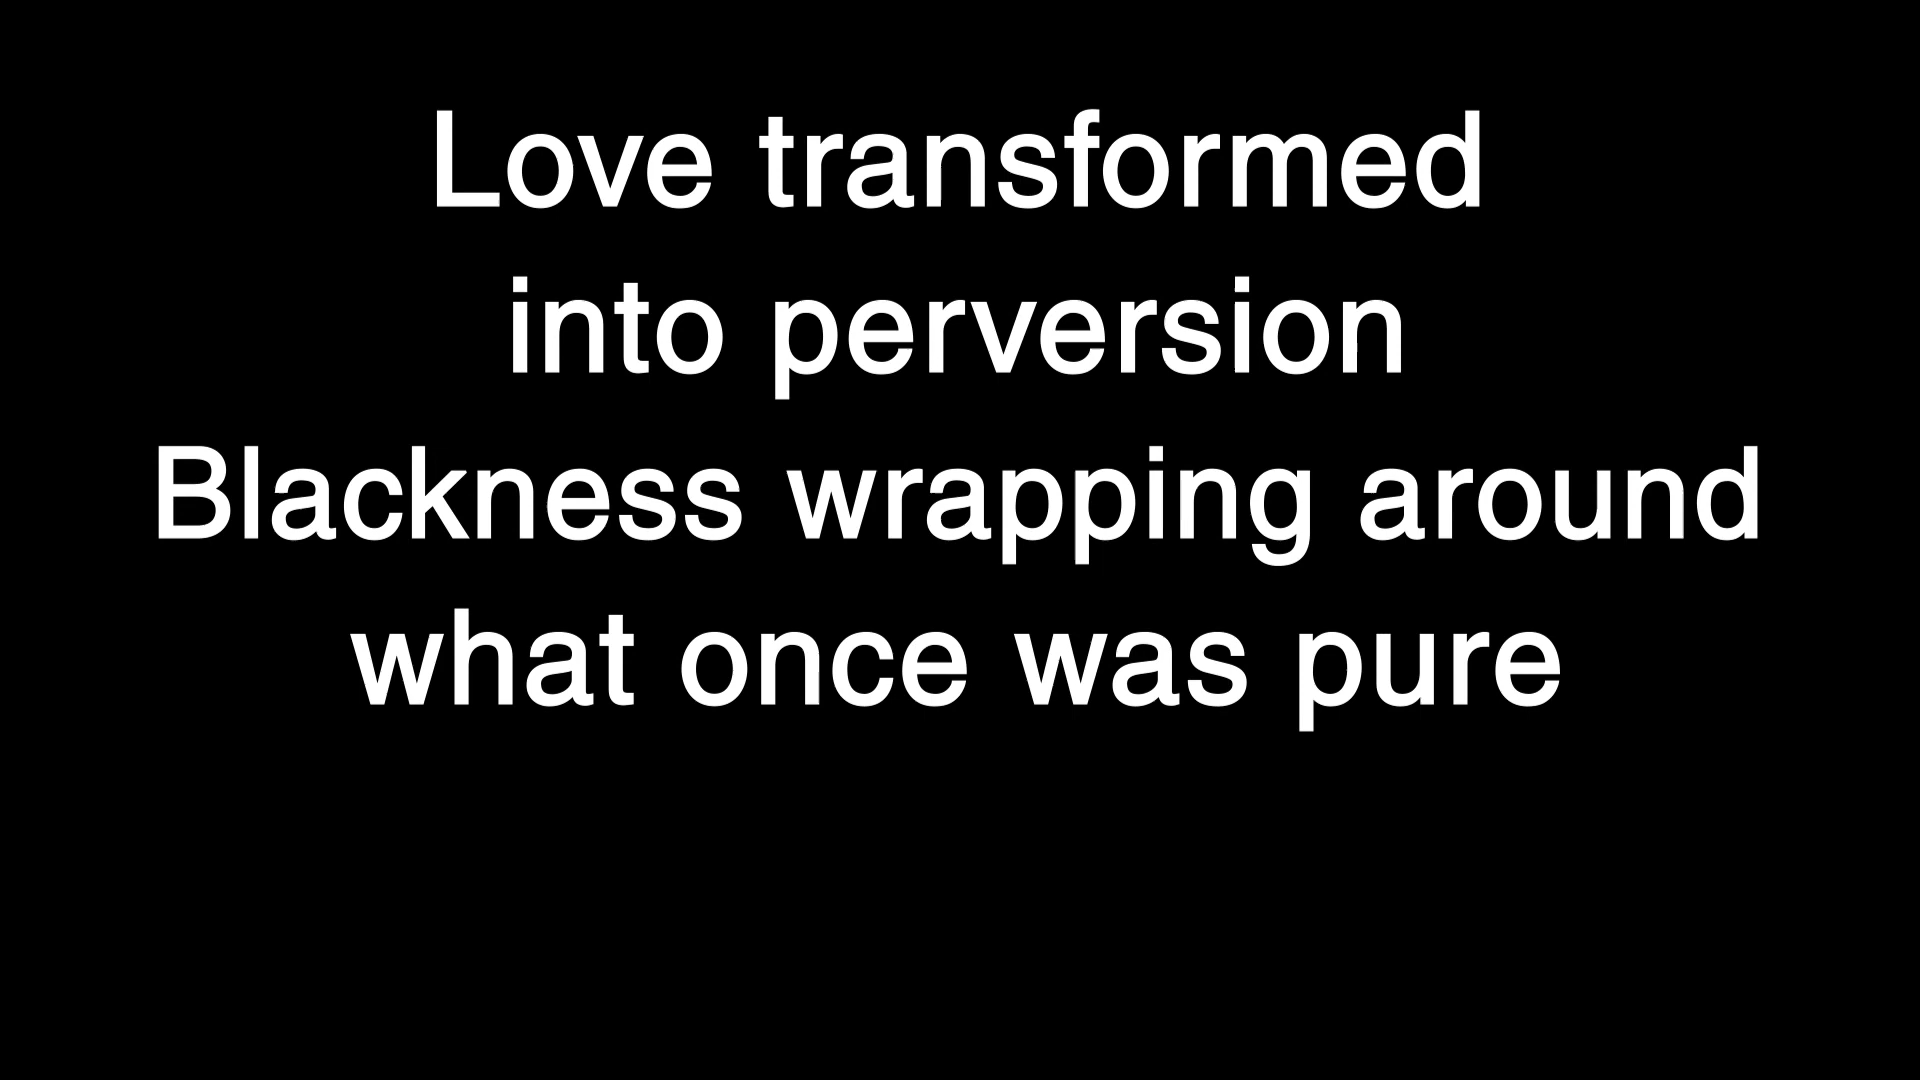 Love transformed
into perversion
Blackness wrapping around
what once was pure